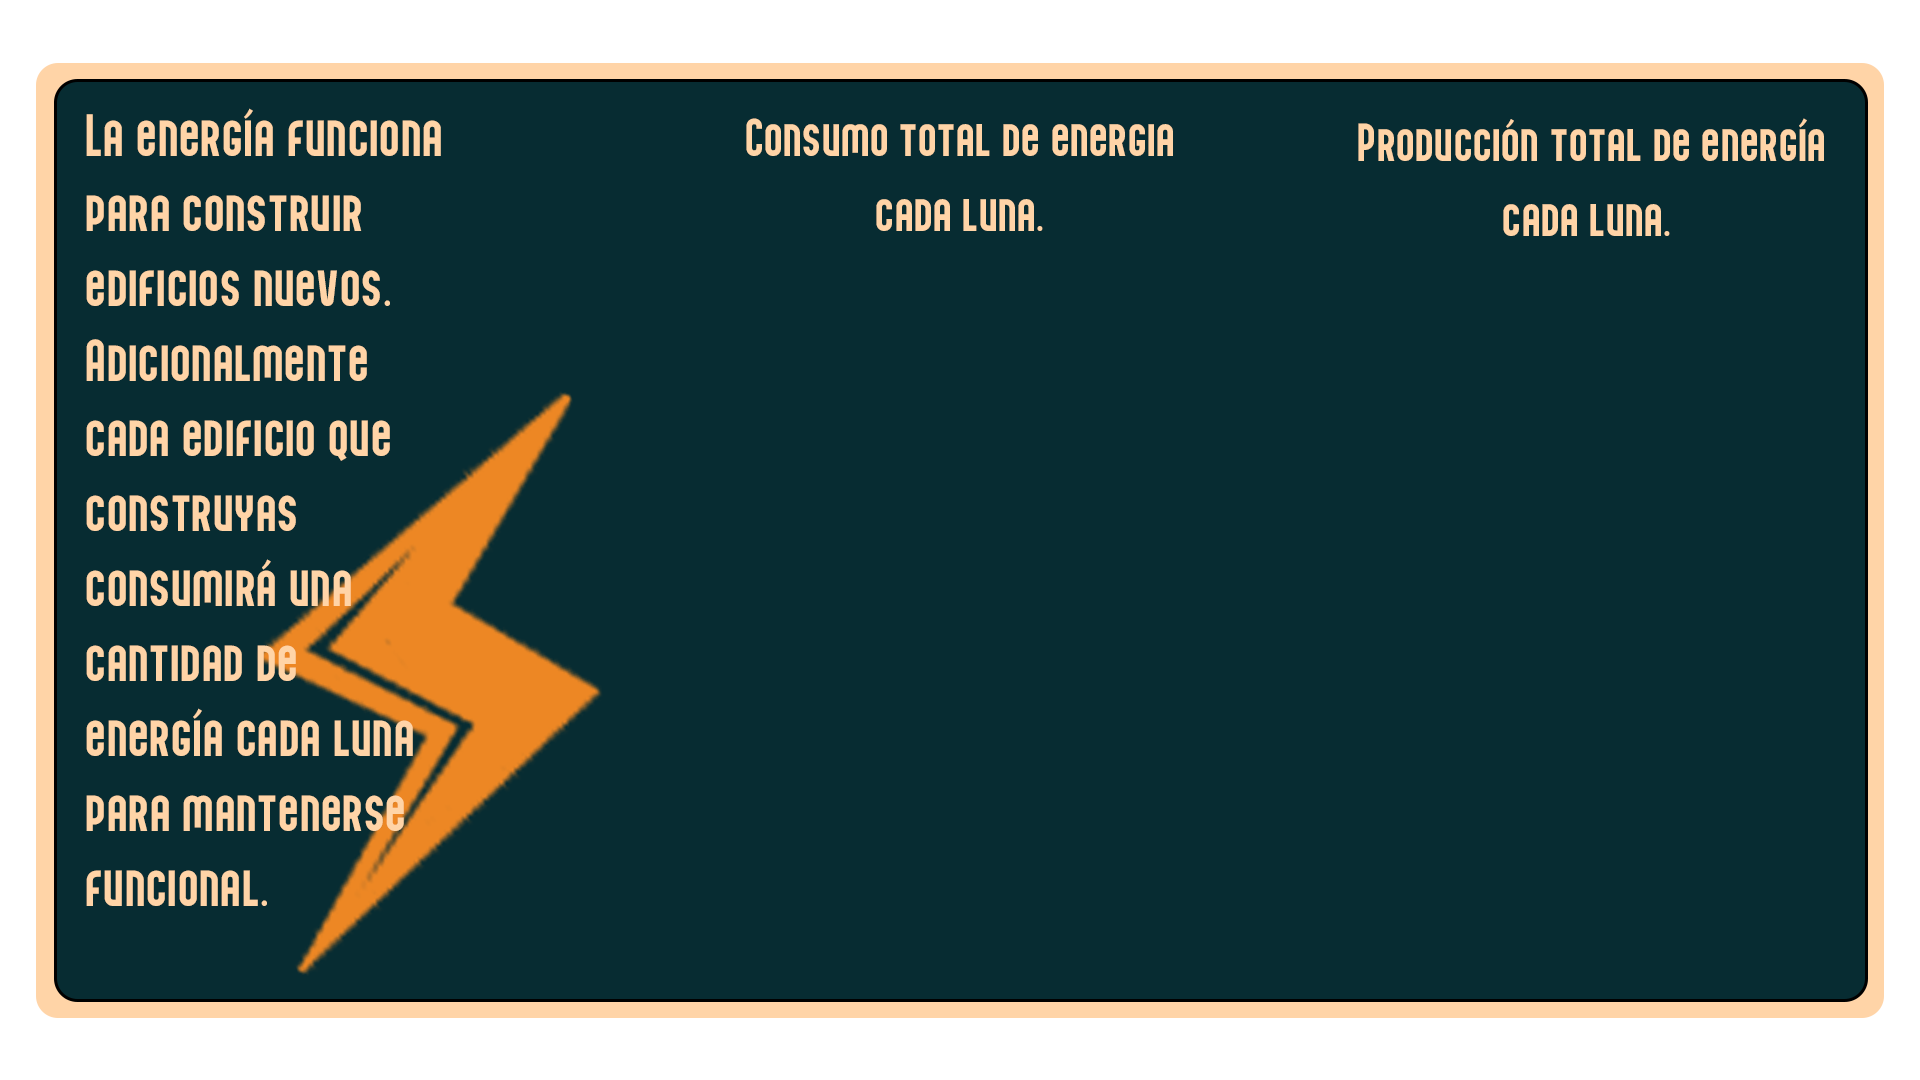 La energía funciona
para construir
edificios nuevos.
Adicionalmente
cada edificio que
construyas
consumirá una
cantidad de
energía cada luna
para mantenerse
funcional.
Consumo total de energia
cada luna.
Producción total de energía
cada luna.